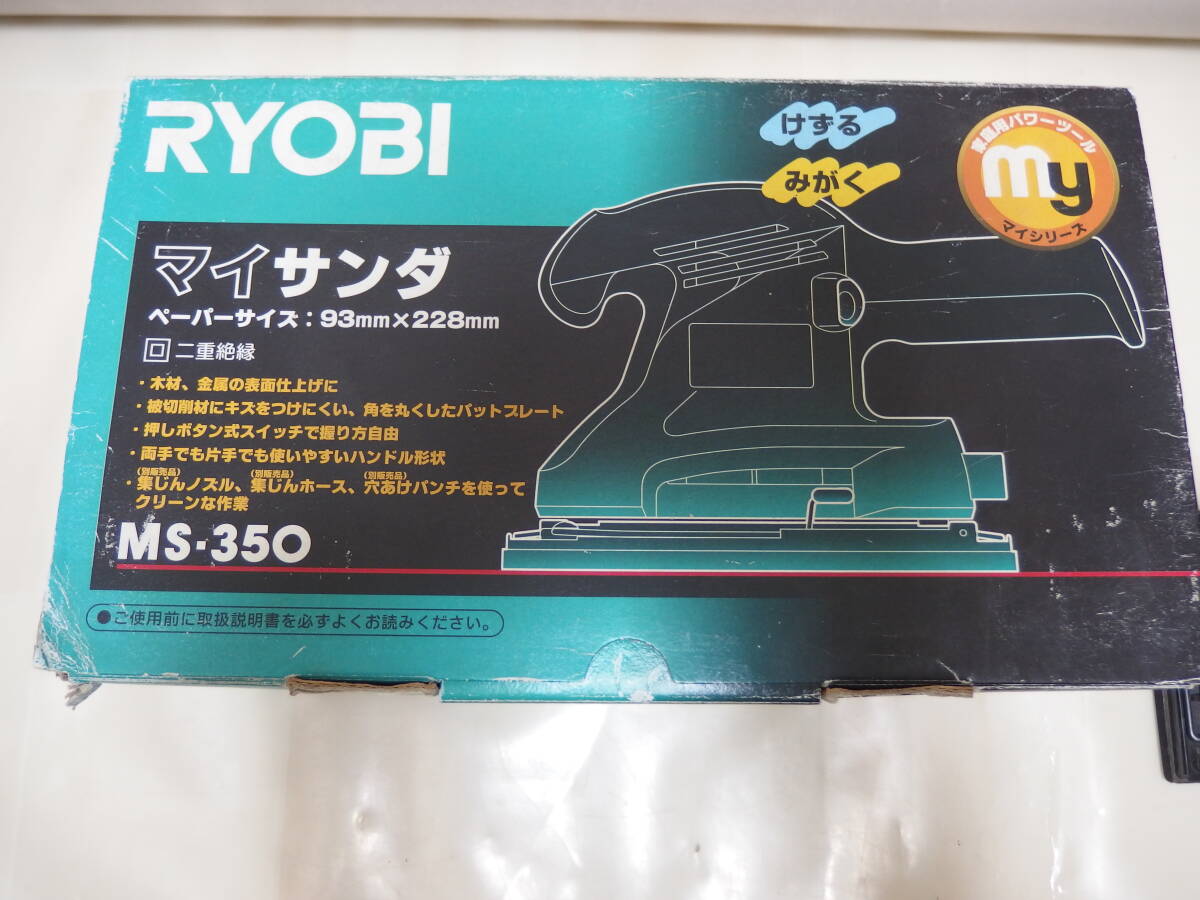 RYOBI
けずる
みがく
家庭用パワーツール
my
マイシリーズ
マイサンダ
ペーパーサイズ：93mm×228mm
回 二重絶縁
・木材、金属の表面仕上げに
・被切削材にキズをつけにくい、角を丸くしたパットプレート
・押しボタン式スイッチで握り方自由
・両手でも片手でも使いやすいハンドル形状
(別販売品) (別販売品) (別販売品)
・集じんノズル、集じんホース、穴あけパンチを使って
クリーンな作業
MS・350
●ご使用前に取扱説明書を必ずよくお読みください。